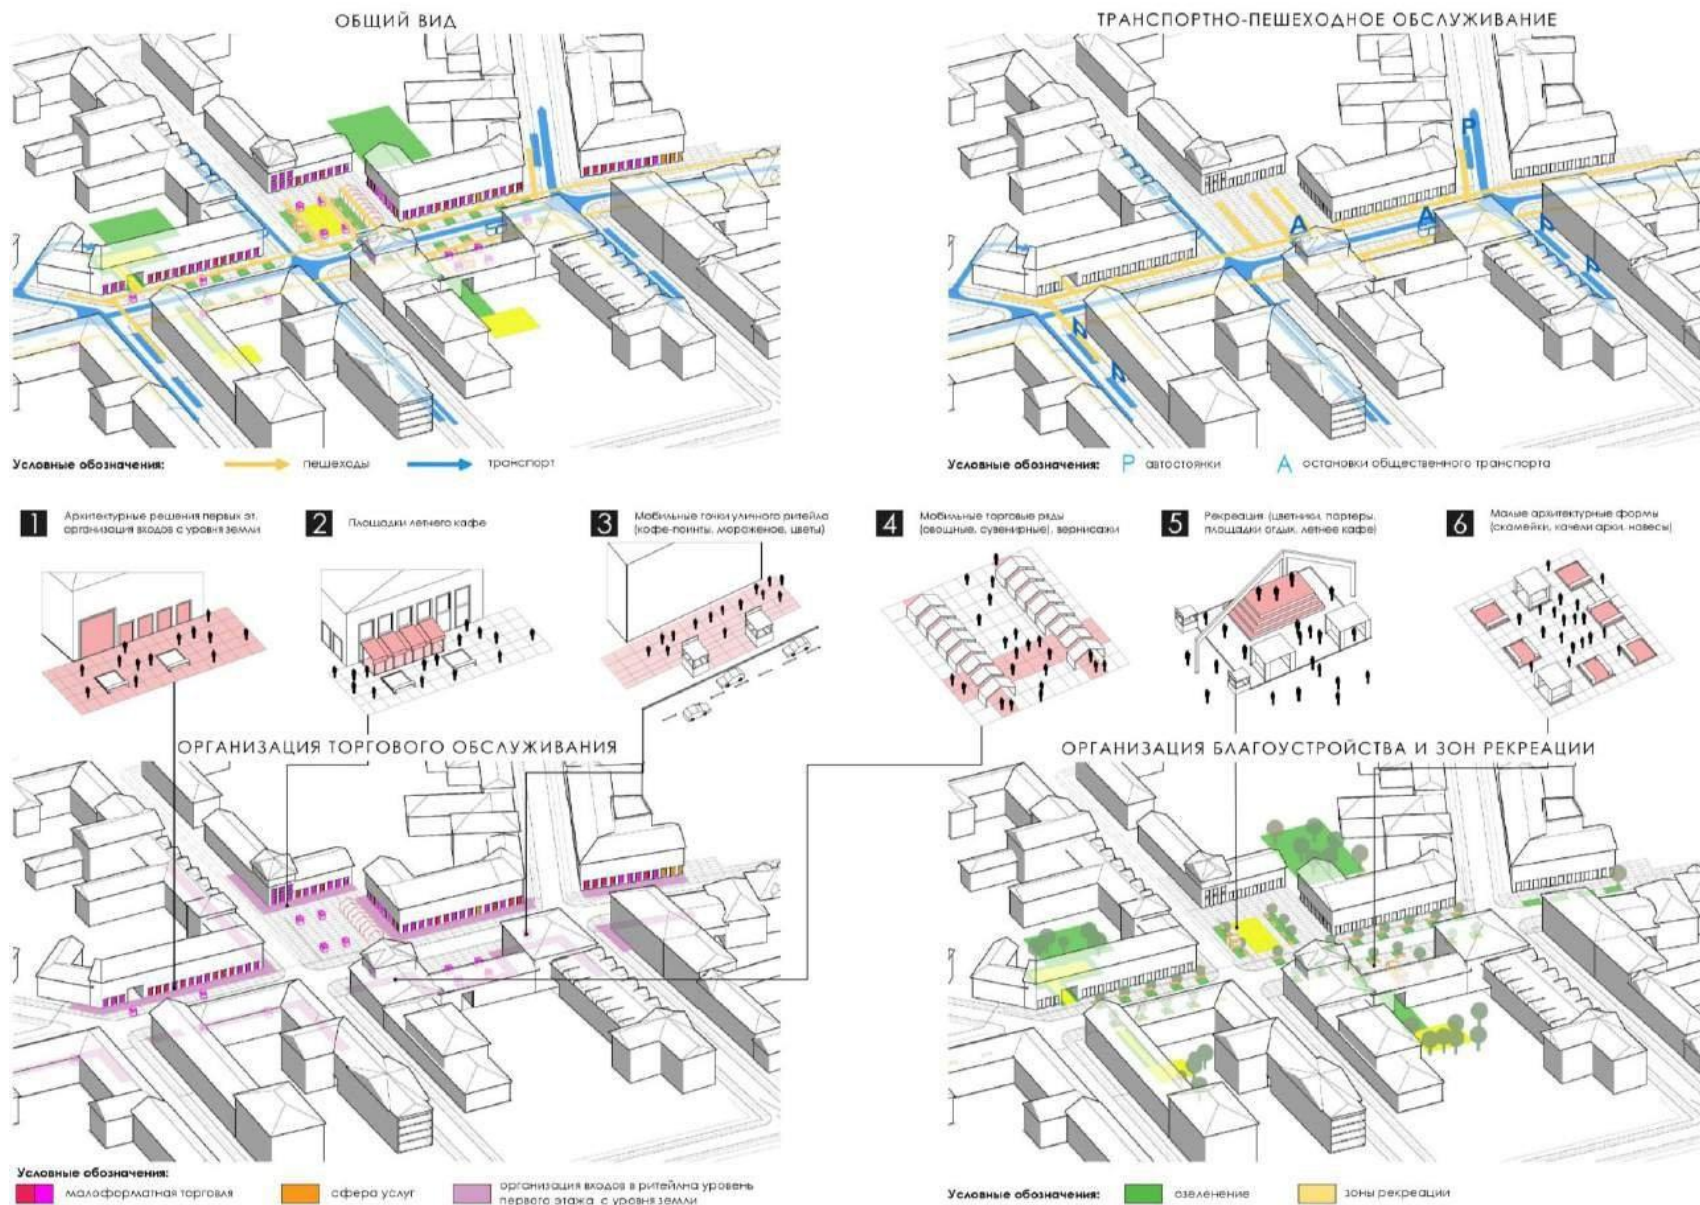 ОБЩИЙ ВИД
ТРАНСПОРТНО-ПЕШЕХОДНОЕ ОБСЛУЖИВАНИЕ
P
A
A
P
P
P
P
Условные обозначения:
пешеходы
транспорт
Условные обозначения:
P автостоянки
A остановки общественного транспорта
1
Архитектурные решения первых эт.
организация входов с уровня земли
2
Площадки летнего кафе
3
Мобильные точки уличного ритейла
(кофе-поинты, мороженое, цветы)
4
Мобильные торговые ряды
(овощные, сувенирные), вернисажи
5
Рекреация (цветники, партеры,
площадки отдых, летнее кафе)
6
Малые архитектурные формы
(скамейки, качели арки, навесы)
ОРГАНИЗАЦИЯ ТОРГОВОГО ОБСЛУЖИВАНИЯ
ОРГАНИЗАЦИЯ БЛАГОУСТРОЙСТВА И ЗОН РЕКРЕАЦИИ
Условные обозначения:
малоформатная торговля
сфера услуг
организация входов в ритейлна уровень
первого этажа с уровня земли
Условные обозначения:
озеленение
зоны рекреации